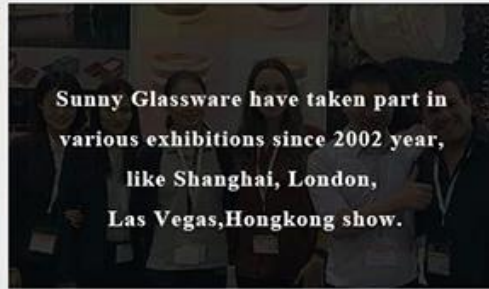 Sunny Glassware have taken part in
various exhibitions since 2002 year,
like Shanghai, London,
Las Vegas,Hongkong show.